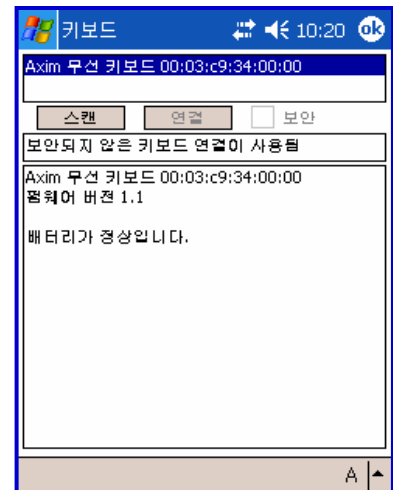 키보드 10:20 ok
Axim 무선 키보드 00:03:c9:34:00:00
스캔 연결 보안
보안되지 않은 키보드 연결이 사용됨
Axim 무선 키보드 00:03:c9:34:00:00
펌웨어 버전 1.1
배터리가 정상입니다.
A